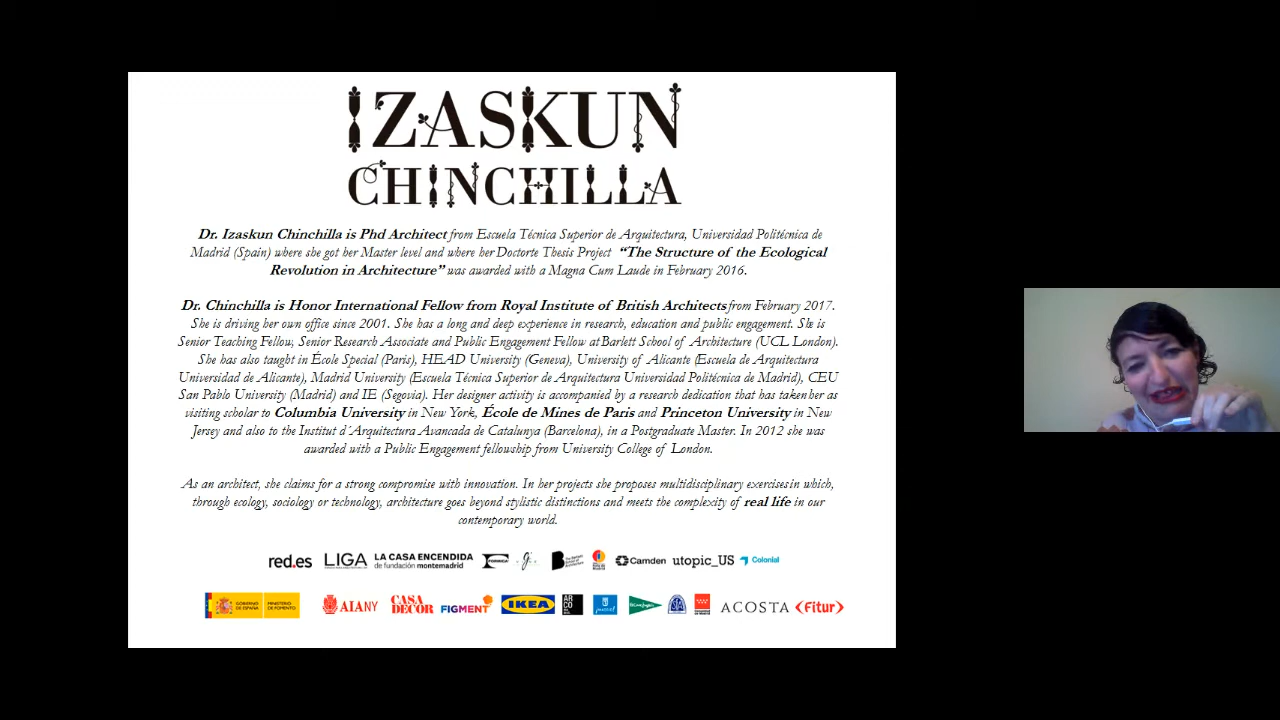 IZASKUN
CHINCHILLA
Dr. Izaskun Chinchilla is Phd Architect from Escuela Técnica Superior de Arquitectura, Universidad Politécnica de
Madrid (Spain) where she got her Master level and where her Doctorte Thesis Project “The Structure of the Ecological
Revolution in Architecture” was awarded with a Magna Cum Laude in February 2016.
Dr. Chinchilla is Honor International Fellow from Royal Institute of British Architects from February 2017.
She is driving her own office since 2001. She has a long and deep experience in research, education and public engagement. She is
Senior Teaching Fellow, Senior Research Associate and Public Engagement Fellow at Barlett School of Architecture (UCL London).
She has also taught in École Special (Paris), HEAD University (Geneva), University of Alicante (Escuela de Arquitectura
Universidad de Alicante), Madrid University (Escuela Técnica Superior de Arquitectura Universidad Politécnica de Madrid), CEU
San Pablo University (Madrid) and IE (Segovia). Her designer activity is accompanied by a research dedication that has taken her as
visiting scholar to Columbia University in New York, École de Mines de Paris and Princeton University in New
Jersey and also to the Institut d´Arquitectura Avancada de Catalunya (Barcelona), in a Postgraduate Master. In 2012 she was
awarded with a Public Engagement fellowship from University College of London.
As an architect, she claims for a strong compromise with innovation. In her projects she proposes multidisciplinary exercises in which,
through ecology, sociology or technology, architecture goes beyond stylistic distinctions and meets the complexity of real life in our
contemporary world.
red.es LIGA LA CASA ENCENDIDA de fundación montemadrid FORMICA Camden utopic_US Colonial
GOBIERNO DE ESPAÑA MINISTERIO DE FOMENTO AIANY CASA DECOR FIGMENT IKEA ARCO ACOSTA Fitur